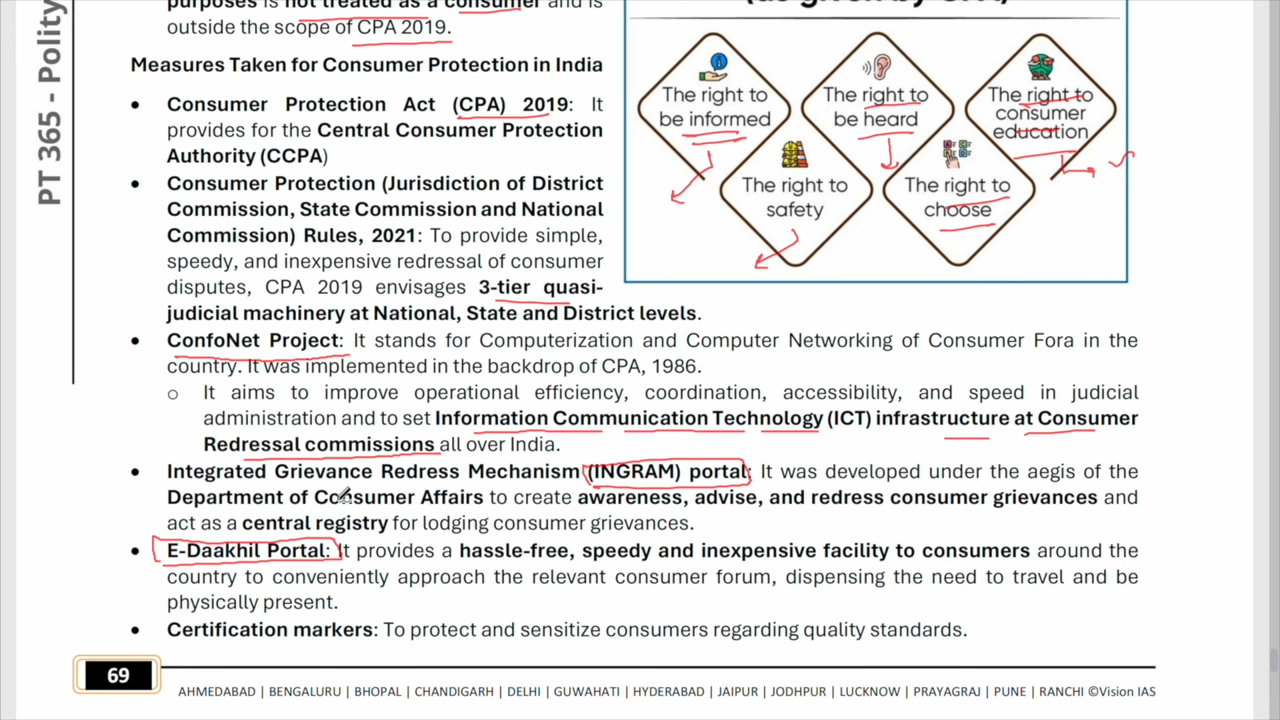 PT 365 - Polity
purposes is not treated as a consumer and is
outside the scope of CPA 2019.
Measures Taken for Consumer Protection in India
• Consumer Protection Act (CPA) 2019: It
provides for the Central Consumer Protection
Authority (CCPA)
• Consumer Protection (Jurisdiction of District
Commission, State Commission and National
Commission) Rules, 2021: To provide simple,
speedy, and inexpensive redressal of consumer
disputes, CPA 2019 envisages 3-tier quasi-
judicial machinery at National, State and District levels.
(as given by CPA)
The right to
be informed
The right to
be heard
The right to
consumer
education
The right to
safety
The right to
choose
• ConfoNet Project: It stands for Computerization and Computer Networking of Consumer Fora in the
country. It was implemented in the backdrop of CPA, 1986.
o It aims to improve operational efficiency, coordination, accessibility, and speed in judicial
administration and to set Information Communication Technology (ICT) infrastructure at Consumer
Redressal commissions all over India.
• Integrated Grievance Redress Mechanism (INGRAM) portal: It was developed under the aegis of the
Department of Consumer Affairs to create awareness, advise, and redress consumer grievances and
act as a central registry for lodging consumer grievances.
• E-Daakhil Portal: It provides a hassle-free, speedy and inexpensive facility to consumers around the
country to conveniently approach the relevant consumer forum, dispensing the need to travel and be
physically present.
• Certification markers: To protect and sensitize consumers regarding quality standards.
69
AHMEDABAD | BENGALURU | BHOPAL | CHANDIGARH | DELHI | GUWAHATI | HYDERABAD | JAIPUR | JODHPUR | LUCKNOW | PRAYAGRAJ | PUNE | RANCHI ©Vision IAS